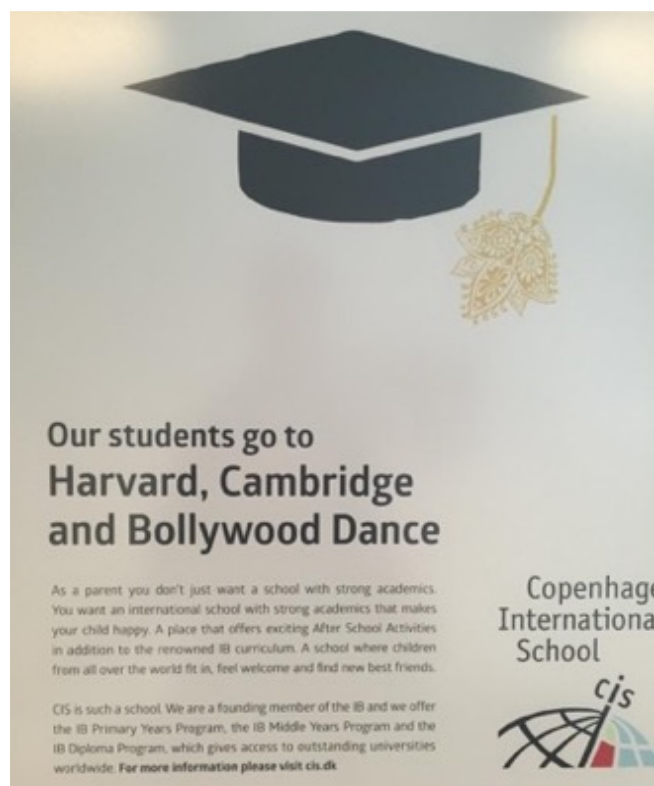 Our students go to
Harvard, Cambridge
and Bollywood Dance
As a parent you don't just want a school with strong academics.
You want an international school with strong academics that makes
your child happy. A place that offers exciting After School Activities
in addition to the renowned IB curriculum. A school where children
from all over the world fit in, feel welcome and find new best friends.
CIS is such a school. We are a founding member of the IB and we offer
the IB Primary Years Program, the IB Middle Years Program and the
IB Diploma Program, which gives access to outstanding universities
worldwide. For more information please visit cis.dk
Copenhage
Internationa
School
cis